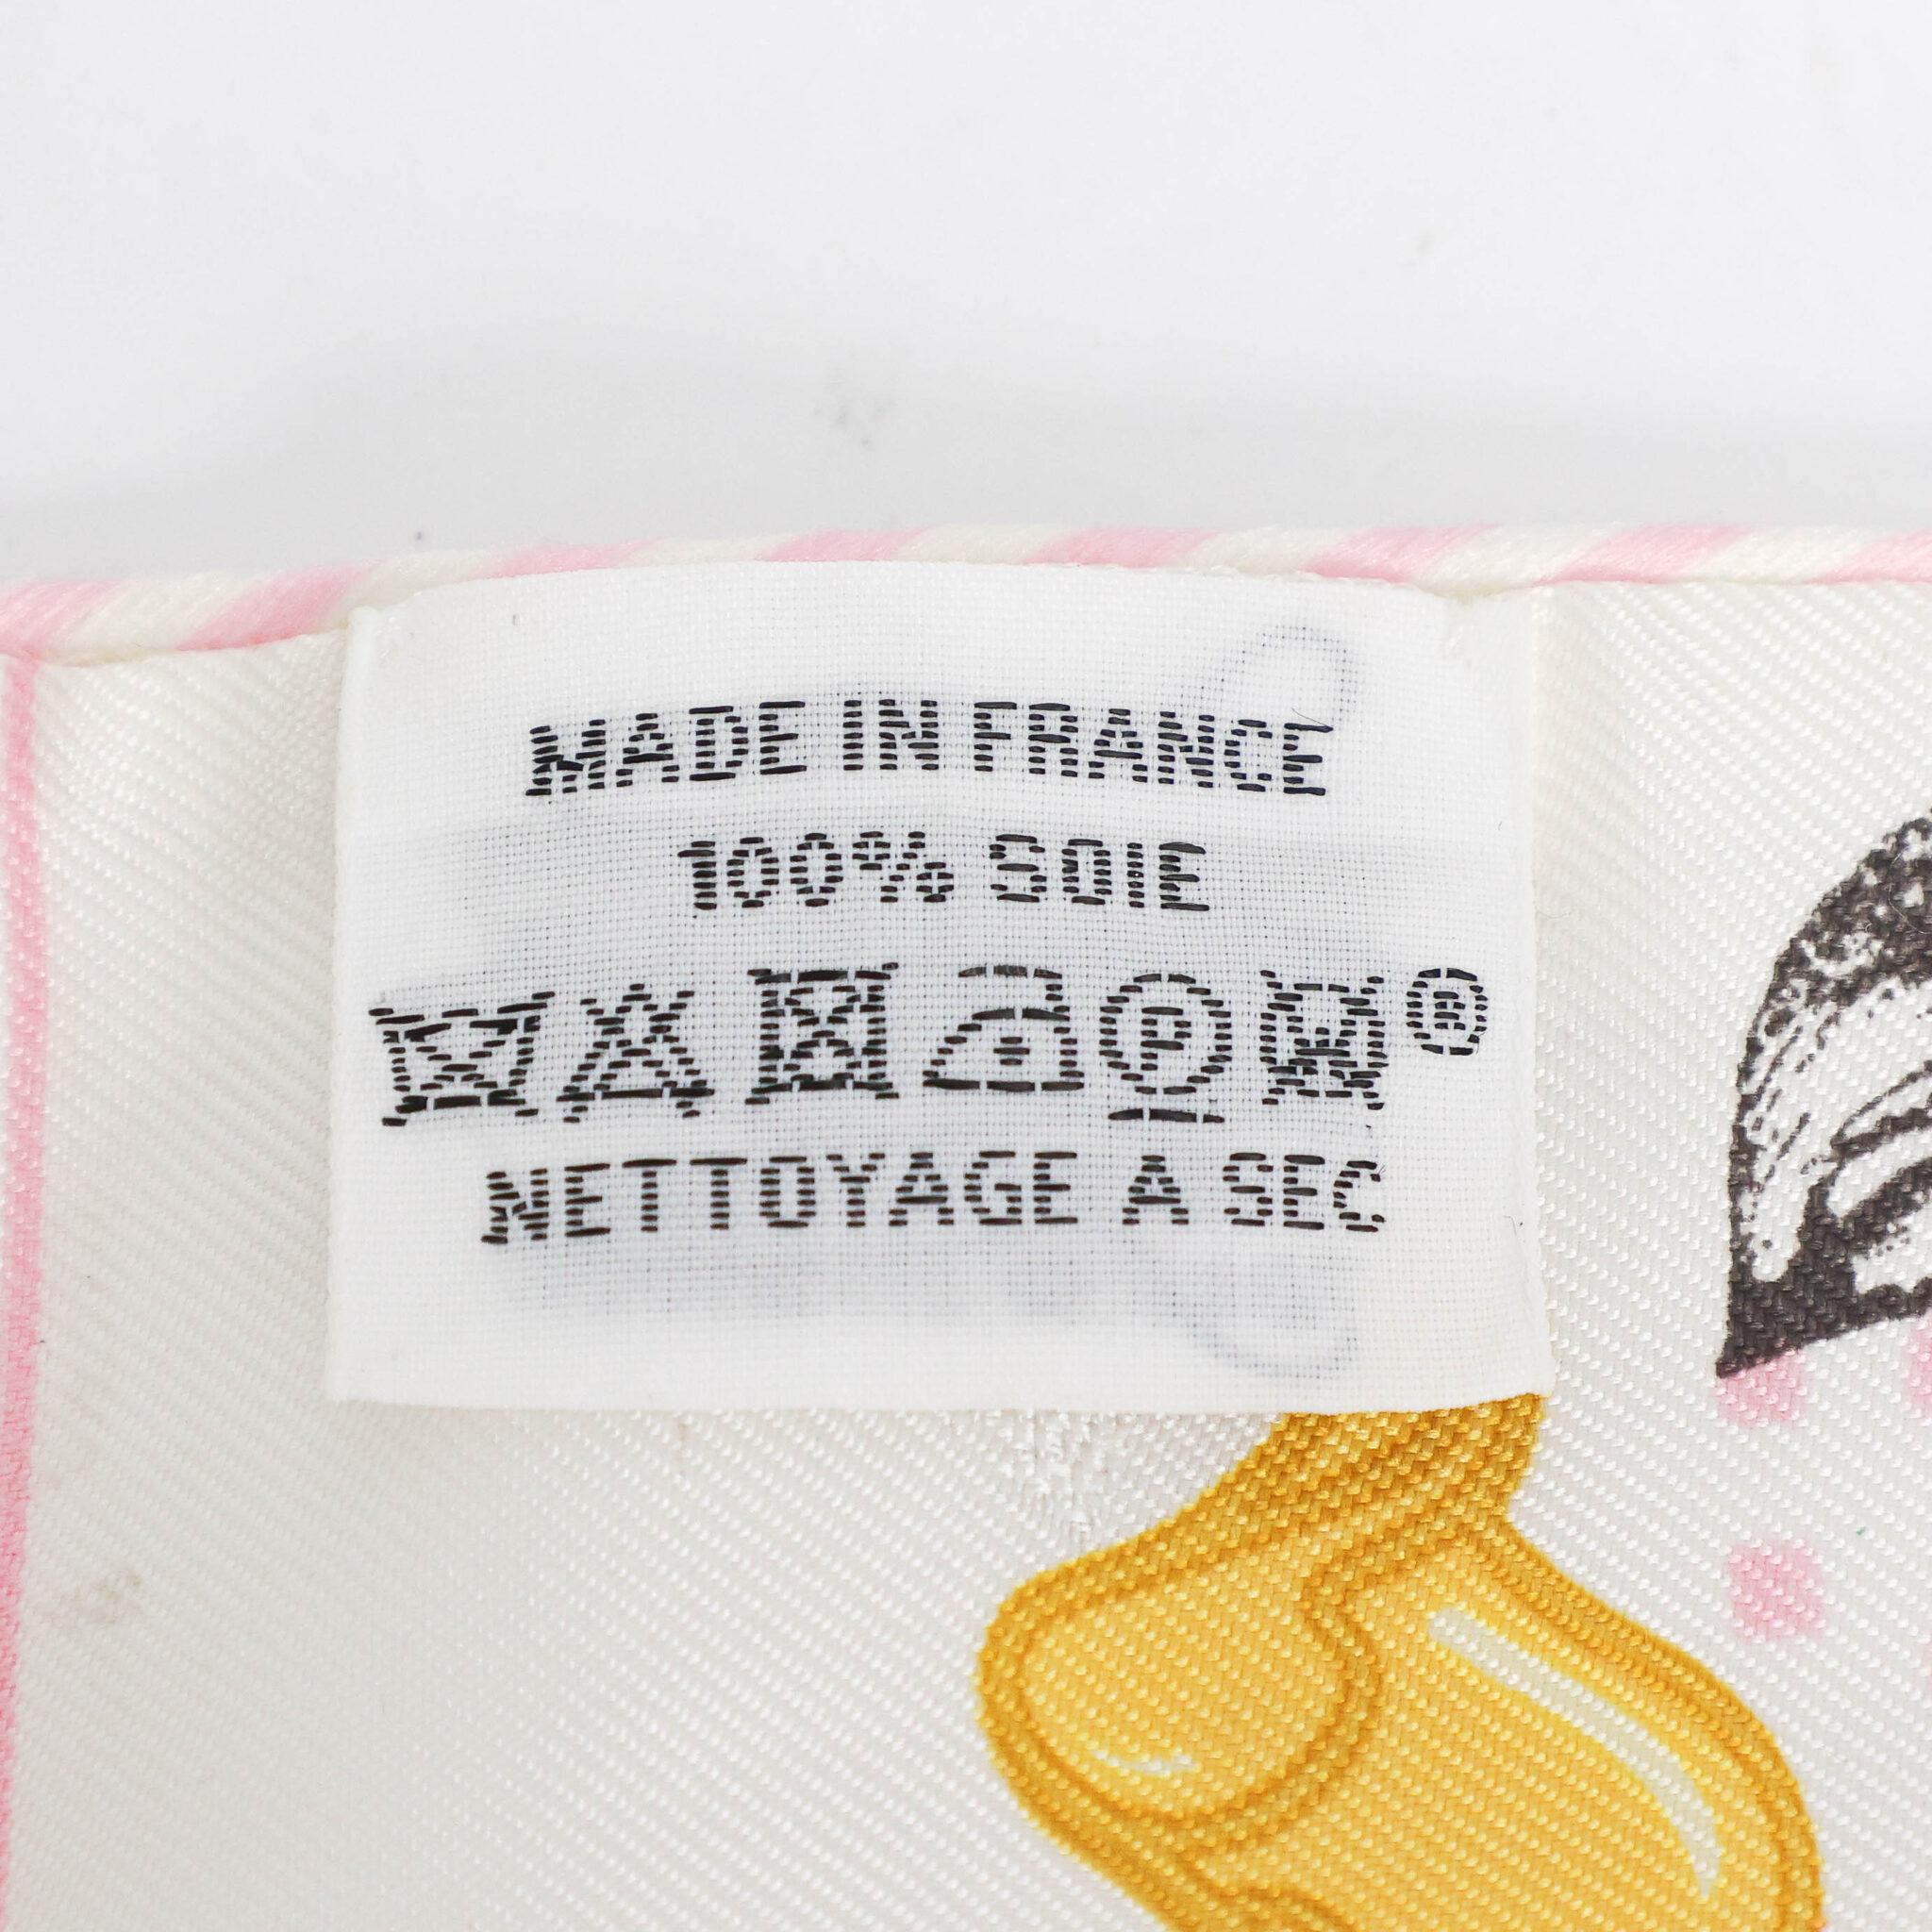 MADE IN FRANCE
100% SOIE
P W ®
NETTOYAGE A SEC